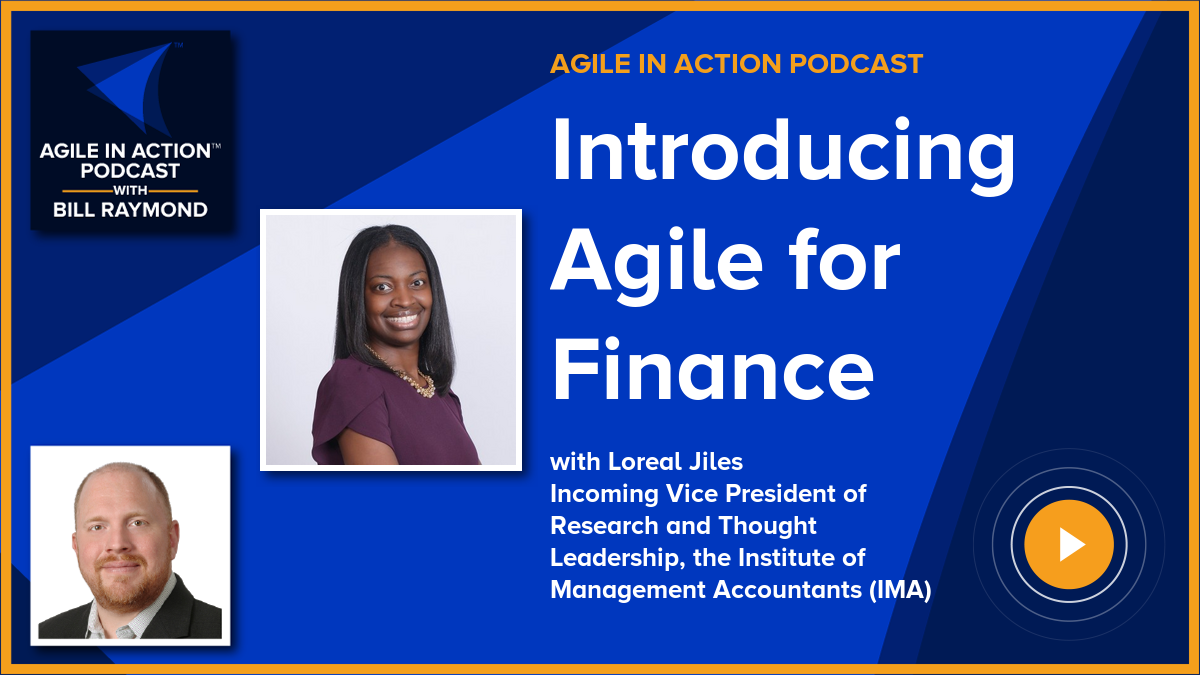 AGILE IN ACTION™
PODCAST
WITH
BILL RAYMOND
AGILE IN ACTION PODCAST
Introducing
Agile for
Finance
with Loreal Jiles
Incoming Vice President of
Research and Thought
Leadership, the Institute of
Management Accountants (IMA)